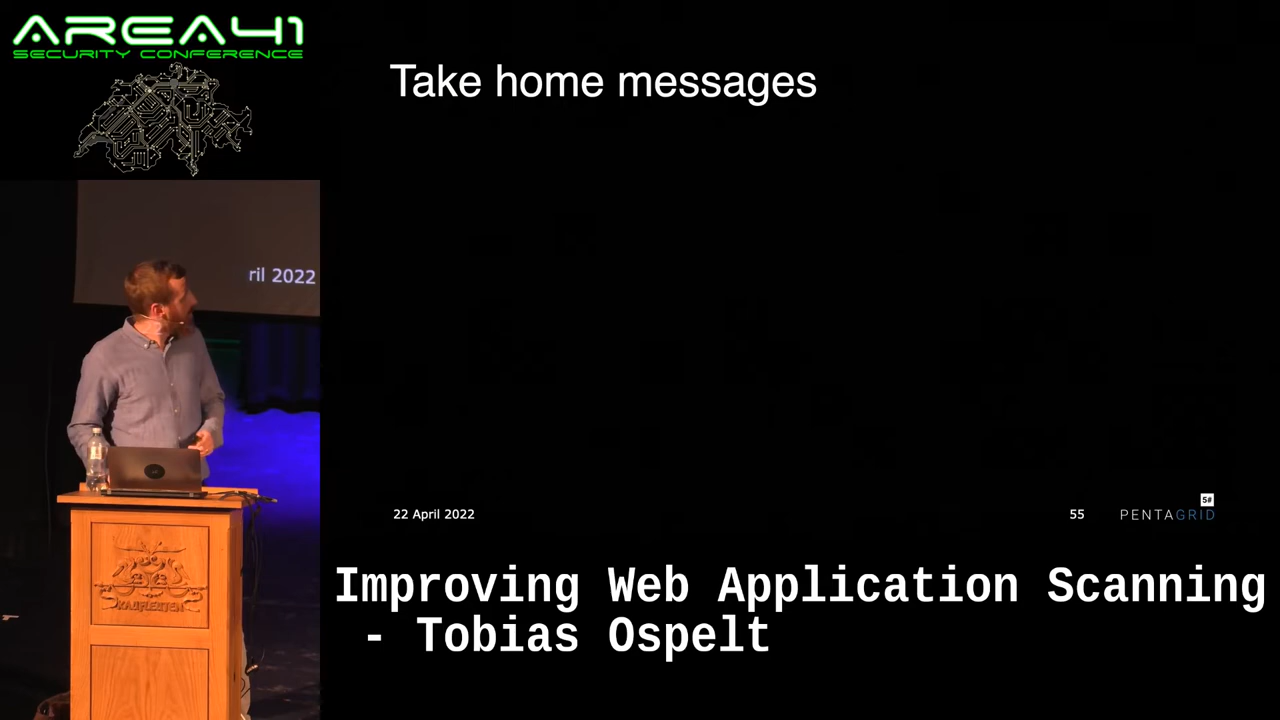 AREA41
SECURITY CONFERENCE
Take home messages
ril 2022
22 April 2022
55
5#
PENTAGRID
KAUFLEUTEN
Improving Web Application Scanning
- Tobias Ospelt